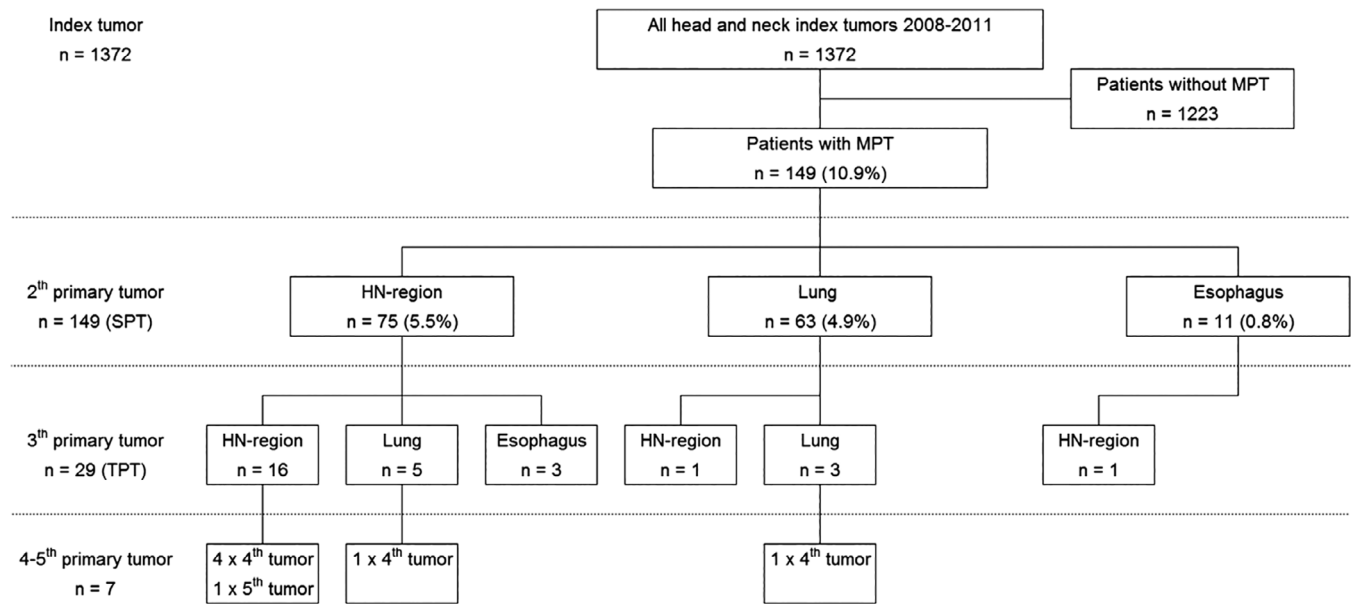 Index tumor
n = 1372
All head and neck index tumors 2008-2011
n = 1372
Patients without MPT
n = 1223
Patients with MPT
n = 149 (10.9%)
2th primary tumor
n = 149 (SPT)
HN-region
n = 75 (5.5%)
Lung
n = 63 (4.9%)
Esophagus
n = 11 (0.8%)
3th primary tumor
n = 29 (TPT)
HN-region
n = 16
Lung
n = 5
Esophagus
n = 3
HN-region
n = 1
Lung
n = 3
HN-region
n = 1
4-5th primary tumor
n = 7
4 x 4th tumor
1 x 5th tumor
1 x 4th tumor
1 x 4th tumor